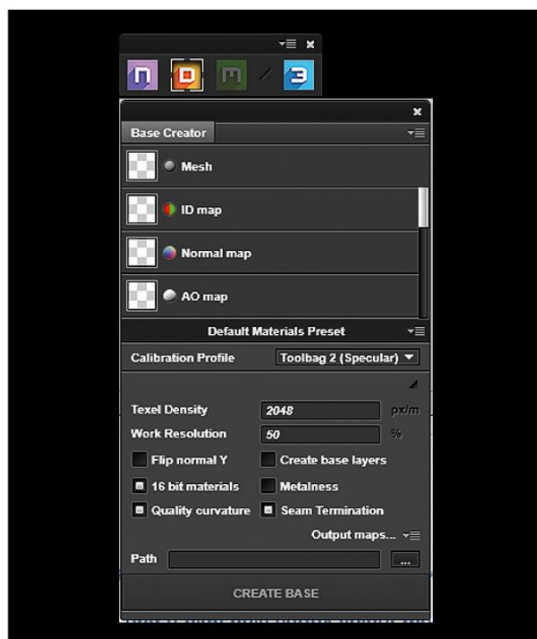 n D m 3
Base Creator
Mesh
ID map
Normal map
AO map
Default Materials Preset
Calibration Profile Toolbag 2 (Specular)
Texel Density 2048 px/m
Work Resolution 50 %
Flip normal Y Create base layers
16 bit materials Metalness
Quality curvature Seam Termination
Output maps...
Path ...
CREATE BASE